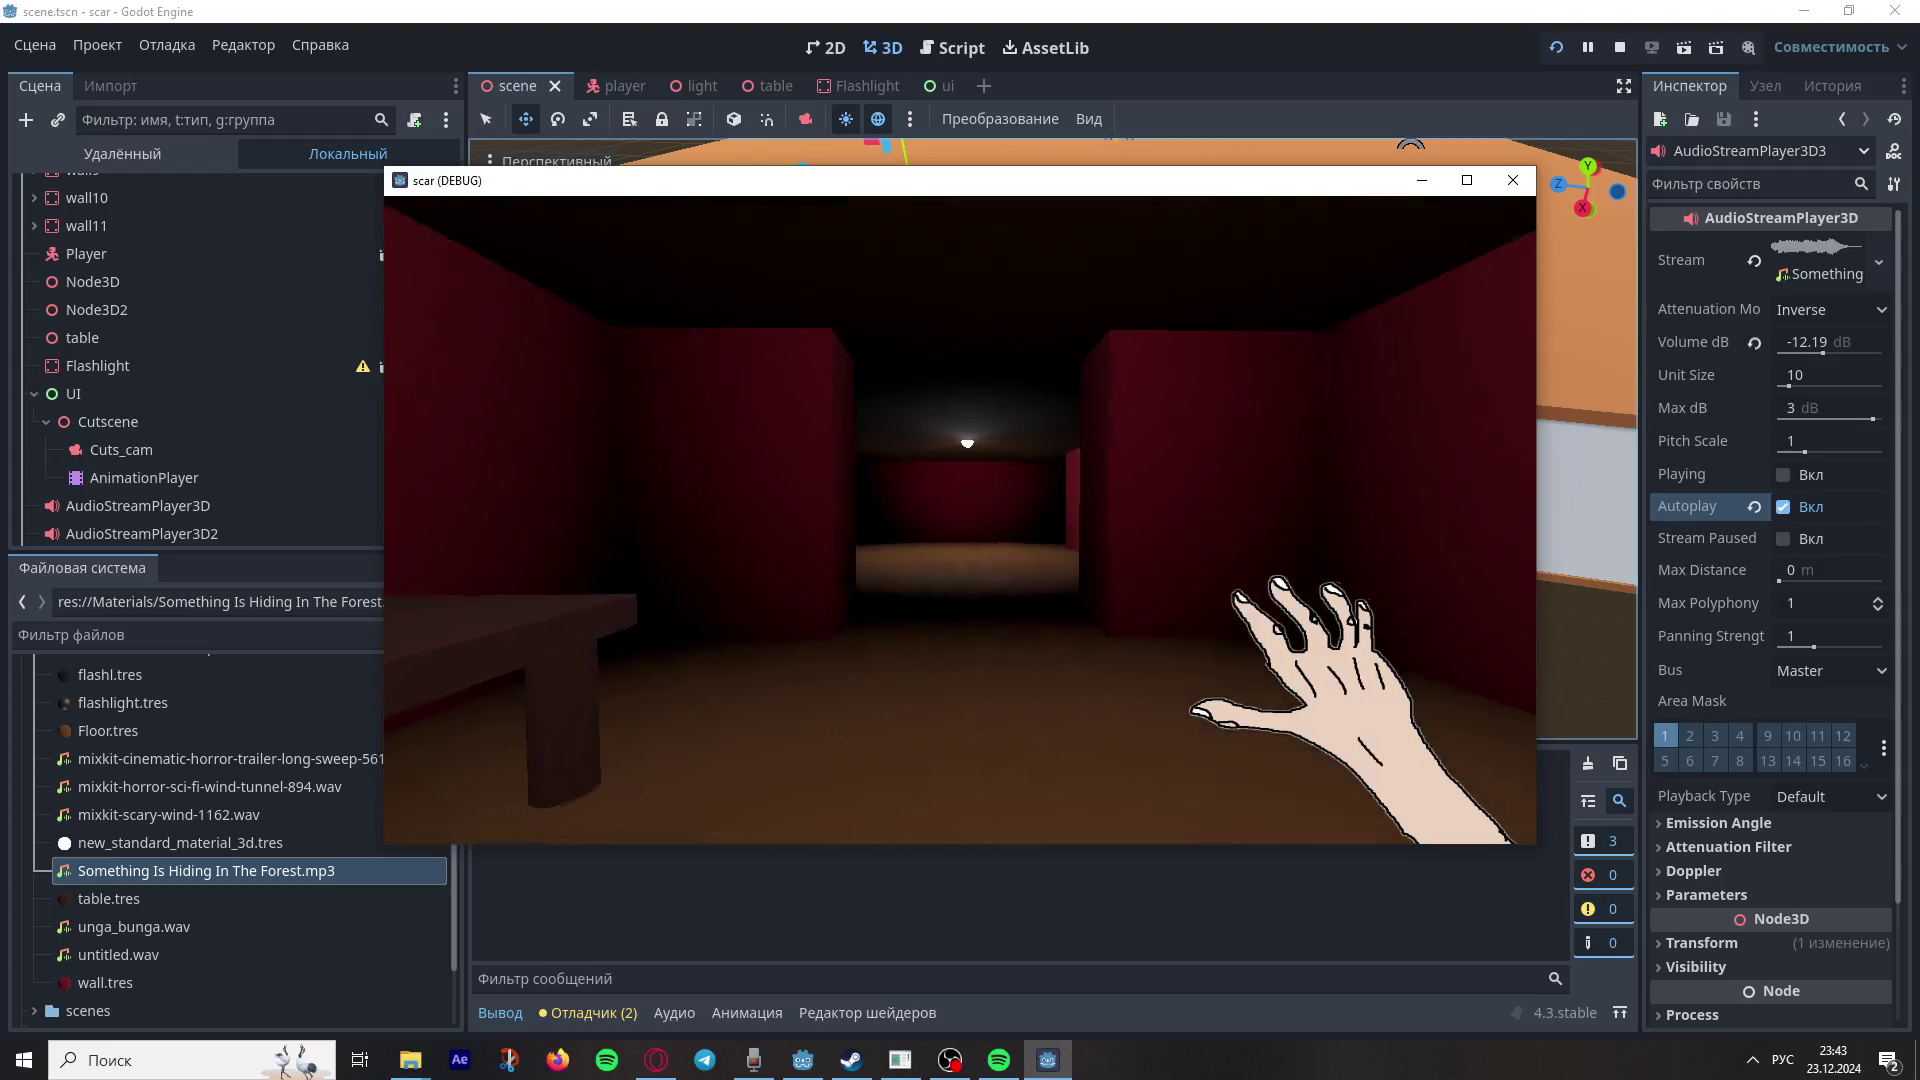 scene.tscn - scar - Godot Engine
Сцена Проект Отладка Редактор Справка
2D 3D Script AssetLib
Совместимость
Сцена Импорт
scene player light table Flashlight ui
Инспектор Узел История
Фильтр: имя, t:тип, g:группа
Преобразование Вид
Удалённый Локальный
Перспективный
AudioStreamPlayer3D3
scar (DEBUG)
Фильтр свойств
wall10
wall11
Player
Node3D
Node3D2
table
Flashlight
UI
Cutscene
Cuts_cam
AnimationPlayer
AudioStreamPlayer3D
AudioStreamPlayer3D2
Y
Z
X
AudioStreamPlayer3D
Stream
Something
Attenuation Mo Inverse
Volume dB -12.19 dB
Unit Size 10
Max dB 3 dB
Pitch Scale 1
Playing Вкл
Autoplay Вкл
Stream Paused Вкл
Max Distance 0 m
Max Polyphony 1
Panning Strengt 1
Bus Master
Area Mask
1 2 3 4 9 10 11 12
5 6 7 8 13 14 15 16
Playback Type Default
Emission Angle
Attenuation Filter
Doppler
Parameters
Node3D
Transform (1 изменение)
Visibility
Node
Process
Файловая система
res://Materials/Something Is Hiding In The Forest.
Фильтр файлов
flashl.tres
flashlight.tres
Floor.tres
mixkit-cinematic-horror-trailer-long-sweep-561
mixkit-horror-sci-fi-wind-tunnel-894.wav
mixkit-scary-wind-1162.wav
new_standard_material_3d.tres
Something Is Hiding In The Forest.mp3
table.tres
unga_bunga.wav
untitled.wav
wall.tres
scenes
3
0
0
0
Фильтр сообщений
Вывод Отладчик (2) Аудио Анимация Редактор шейдеров
4.3.stable
Поиск
Ae
РУС
23:43
23.12.2024
2